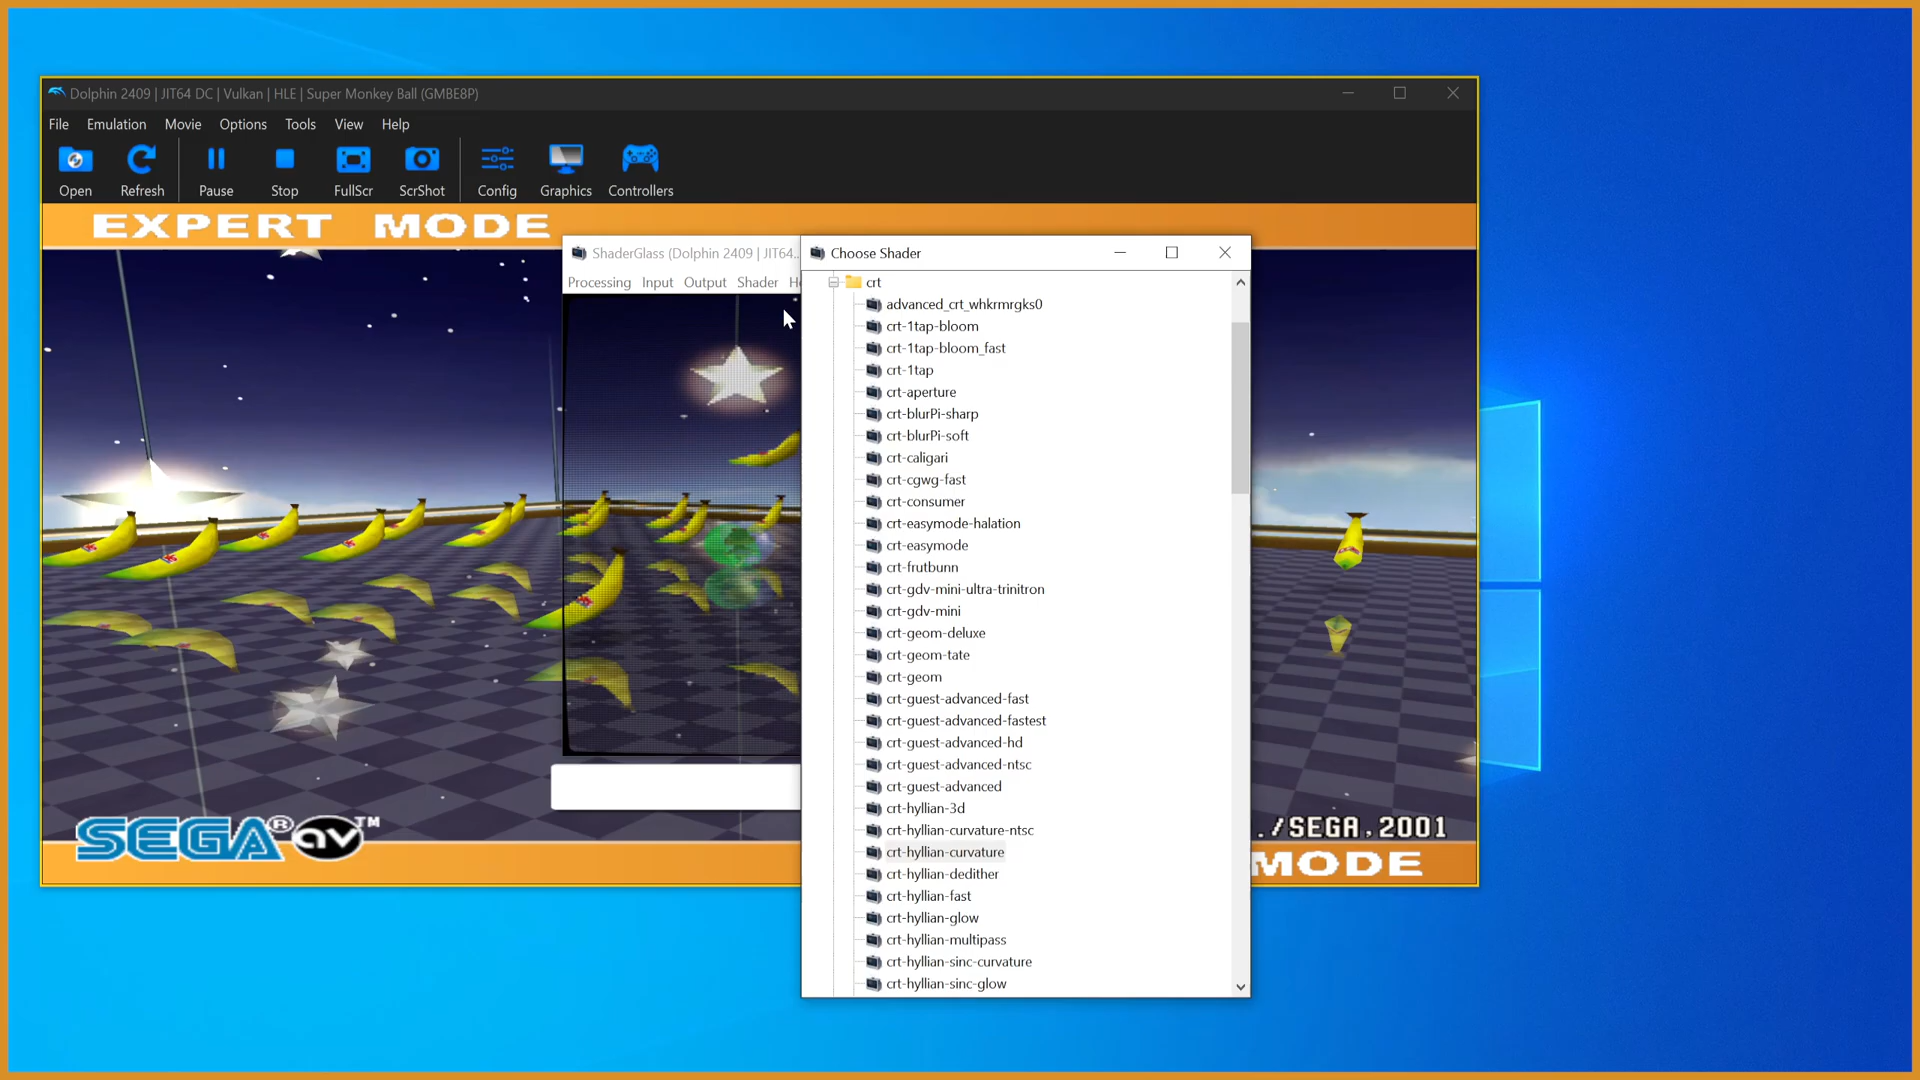 Dolphin 2409 | JIT64 DC | Vulkan | HLE | Super Monkey Ball (GMBE8P)
File Emulation Movie Options Tools View Help
Open Refresh Pause Stop FullScr ScrShot Config Graphics Controllers
EXPERT MODE
ShaderGlass (Dolphin 2409 | JIT64...
Processing Input Output Shader
Choose Shader
crt
advanced_crt_whkrmrgks0
crt-1tap-bloom
crt-1tap-bloom_fast
crt-1tap
crt-aperture
crt-blurPi-sharp
crt-blurPi-soft
crt-caligari
crt-cgwg-fast
crt-consumer
crt-easymode-halation
crt-easymode
crt-frutbunn
crt-gdv-mini-ultra-trinitron
crt-gdv-mini
crt-geom-deluxe
crt-geom-tate
crt-geom
crt-guest-advanced-fast
crt-guest-advanced-fastest
crt-guest-advanced-hd
crt-guest-advanced-ntsc
crt-guest-advanced
crt-hyllian-3d
crt-hyllian-curvature-ntsc
crt-hyllian-curvature
crt-hyllian-dedither
crt-hyllian-fast
crt-hyllian-glow
crt-hyllian-multipass
crt-hyllian-sinc-curvature
crt-hyllian-sinc-glow
SEGA® av™
./SEGA,2001
MODE